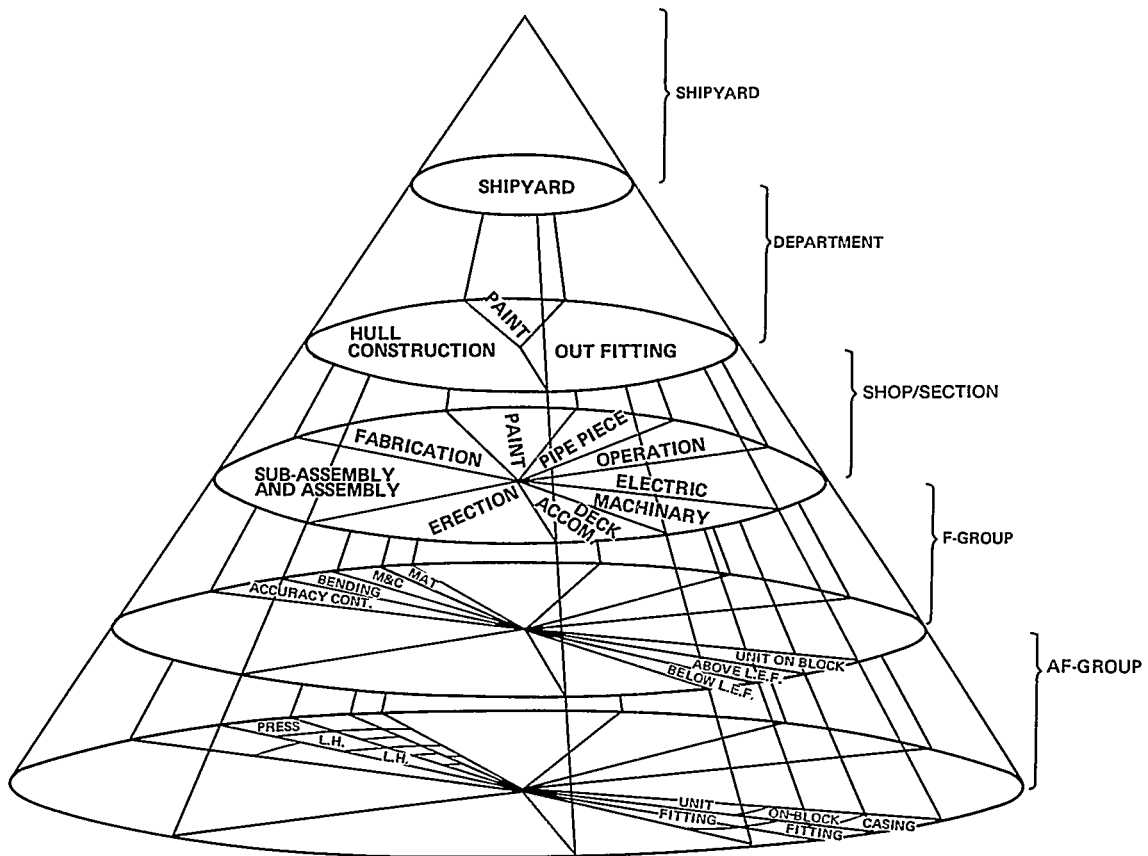 SHIPYARD
SHIPYARD
DEPARTMENT
PAINT
HULL
CONSTRUCTION
OUT FITTING
SHOP/SECTION
PAINT
PIPE PIECE
FABRICATION
OPERATION
SUB-ASSEMBLY
AND ASSEMBLY
ELECTRIC
MACHINARY
ERECTION
DECK
ACCOM.
F-GROUP
MAT
M&C
BENDING
ACCURACY CONT.
UNIT ON BLOCK
ABOVE L.E.F.
BELOW L.E.F.
AF-GROUP
PRESS
L.H.
L.H.
UNIT
FITTING
ON-BLOCK
FITTING
CASING